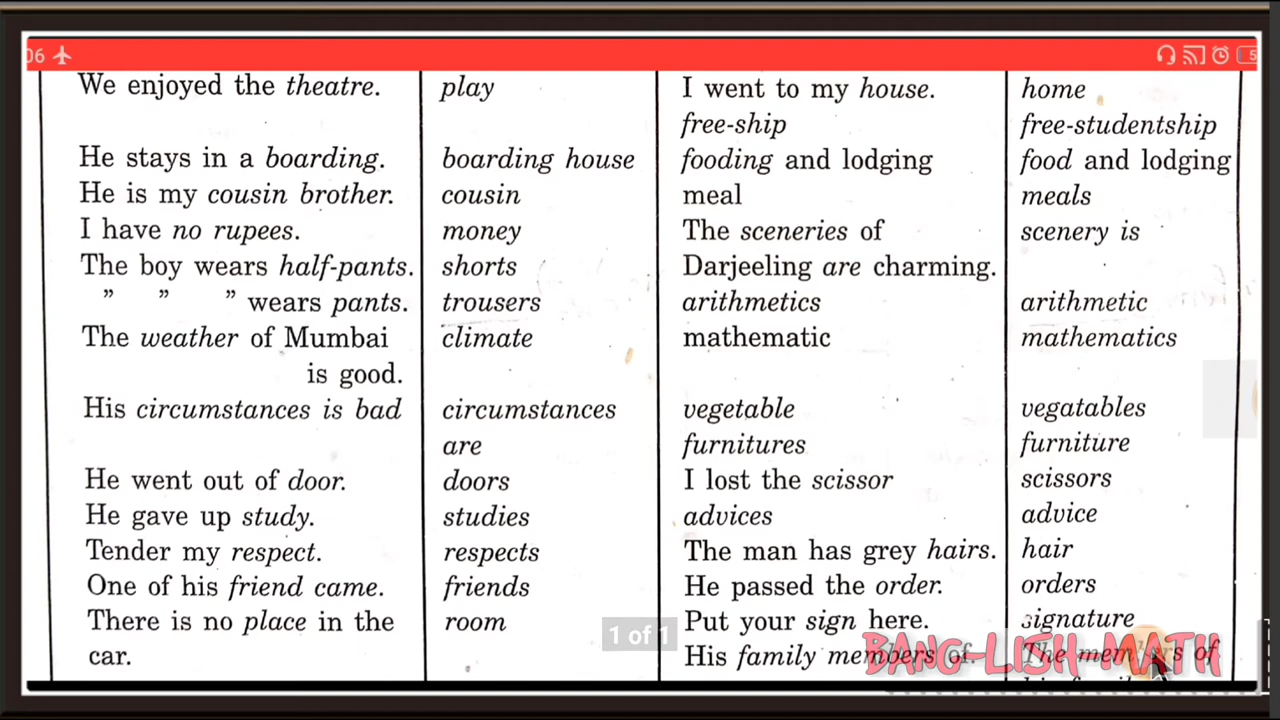 06
We enjoyed the theatre. play I went to my house. home
free-ship free-studentship
He stays in a boarding. boarding house fooding and lodging food and lodging
He is my cousin brother. cousin meal meals
I have no rupees. money The sceneries of scenery is
The boy wears half-pants. shorts Darjeeling are charming.
" " " wears pants. trousers arithmetics arithmetic
The weather of Mumbai climate mathematic mathematics
is good.
His circumstances is bad circumstances vegetable vegatables
are furnitures furniture
He went out of door. doors I lost the scissor scissors
He gave up study. studies advices advice
Tender my respect. respects The man has grey hairs. hair
One of his friend came. friends He passed the order. orders
There is no place in the room Put your sign here. signature
car. His family members of. The members of
1 of 1
BANG-LISH-MATH